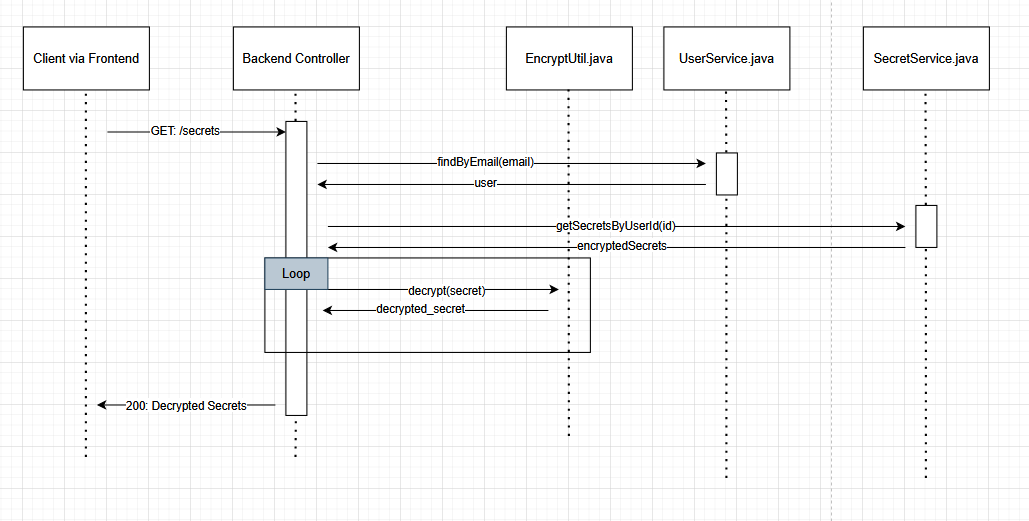 Client via Frontend
Backend Controller
EncryptUtil.java
UserService.java
SecretService.java
GET: /secrets
findByEmail(email)
user
getSecretsByUserId(id)
encryptedSecrets
Loop
decrypt(secret)
decrypted_secret
200: Decrypted Secrets